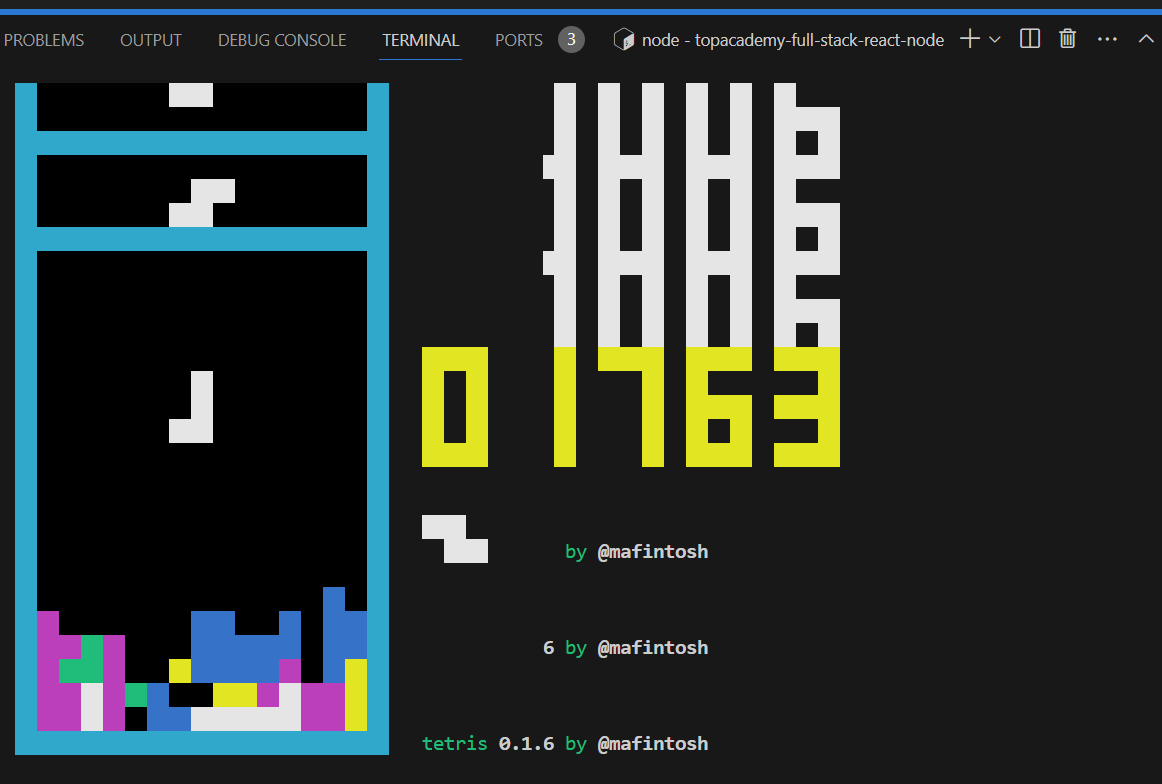 PROBLEMS OUTPUT DEBUG CONSOLE TERMINAL PORTS 3 node - topacademy-full-stack-react-node
01763
by @mafintosh
6 by @mafintosh
tetris 0.1.6 by @mafintosh